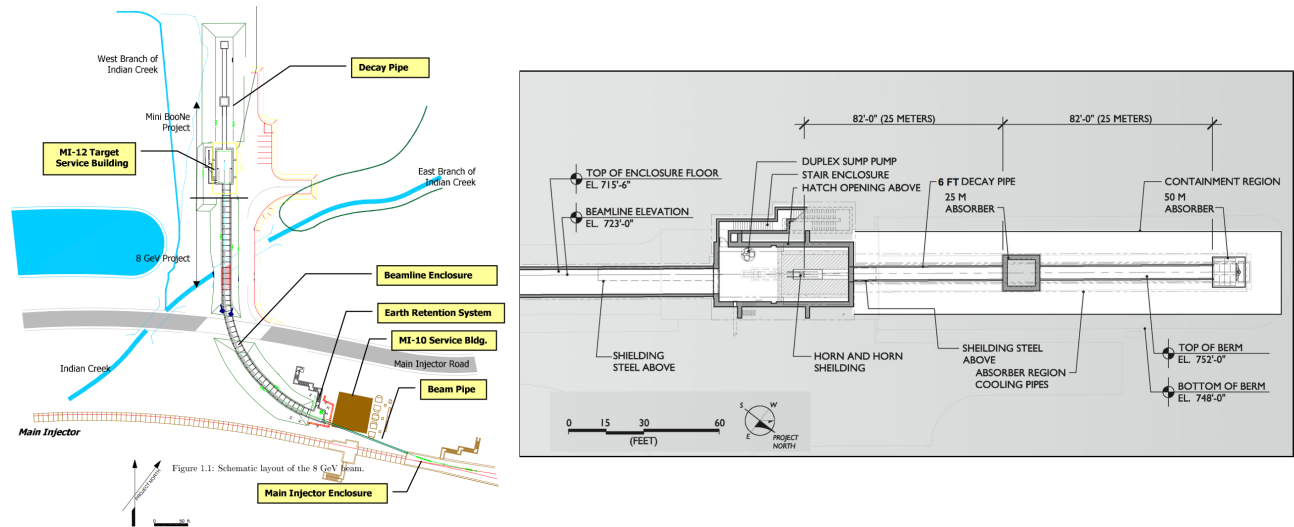 West Branch of
Indian Creek
Decay Pipe
Mini BooNe
Project
MI-12 Target
Service Building
East Branch of
Indian Creek
8 GeV Project
Beamline Enclosure
Earth Retention System
MI-10 Service Bldg.
Main Injector Road
Indian Creek
Beam Pipe
Main Injector
Figure 1.1: Schematic layout of the 8 GeV beam.
PROJECT NORTH
Main Injector Enclosure
0 50 ft.
82'-0" (25 METERS)
82'-0" (25 METERS)
DUPLEX SUMP PUMP
STAIR ENCLOSURE
HATCH OPENING ABOVE
TOP OF ENCLOSURE FLOOR
EL. 715'-6"
BEAMLINE ELEVATION
EL. 723'-0"
6 FT DECAY PIPE
25 M
ABSORBER
CONTAINMENT REGION
50 M
ABSORBER
SHIELDING
STEEL ABOVE
HORN AND HORN
SHIELDING
SHEILDING STEEL
ABOVE
ABSORBER REGION
COOLING PIPES
TOP OF BERM
EL. 752'-0"
BOTTOM OF BERM
EL. 748'-0"
0 15 30 60
(FEET)
S W
E
PROJECT
NORTH